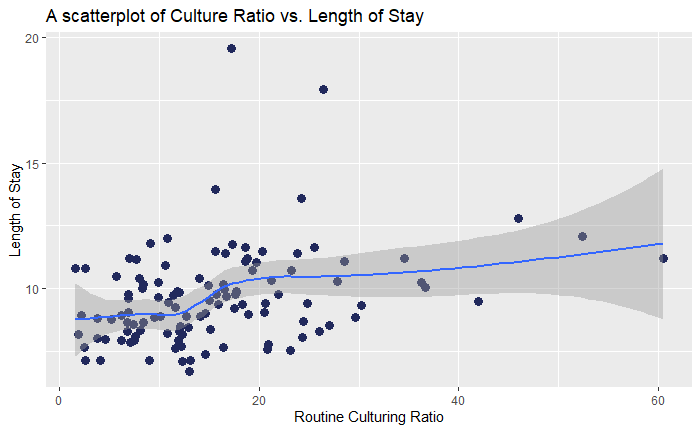 A scatterplot of Culture Ratio vs. Length of Stay
20
15
10
Length of Stay
0
20
40
60
Routine Culturing Ratio